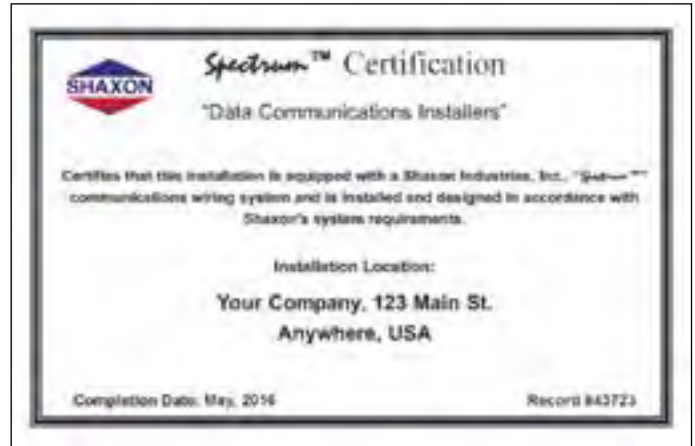 SHAXON
Spectrum™ Certification
"Data Communications Installers"
Certifies that this installation is equipped with a Shaxon Industries, Inc., "Spectrum™"
communications wiring system and is installed and designed in accordance with
Shaxon's system requirements.
Installation Location:
Your Company, 123 Main St.
Anywhere, USA
Completion Date: May, 2016
Record #43723